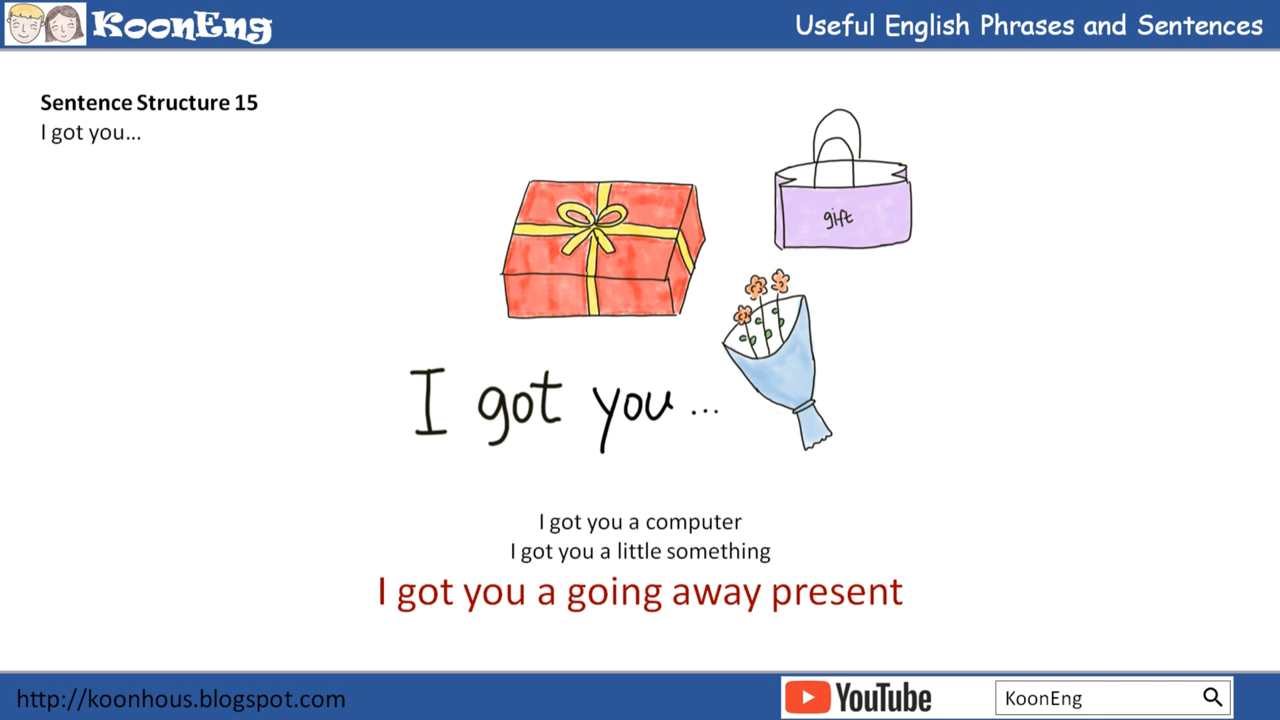 KoonEng
Useful English Phrases and Sentences
Sentence Structure 15
I got you...
gift
I got you ...
I got you a computer
I got you a little something
I got you a going away present
http://koonhous.blogspot.com
YouTube
KoonEng